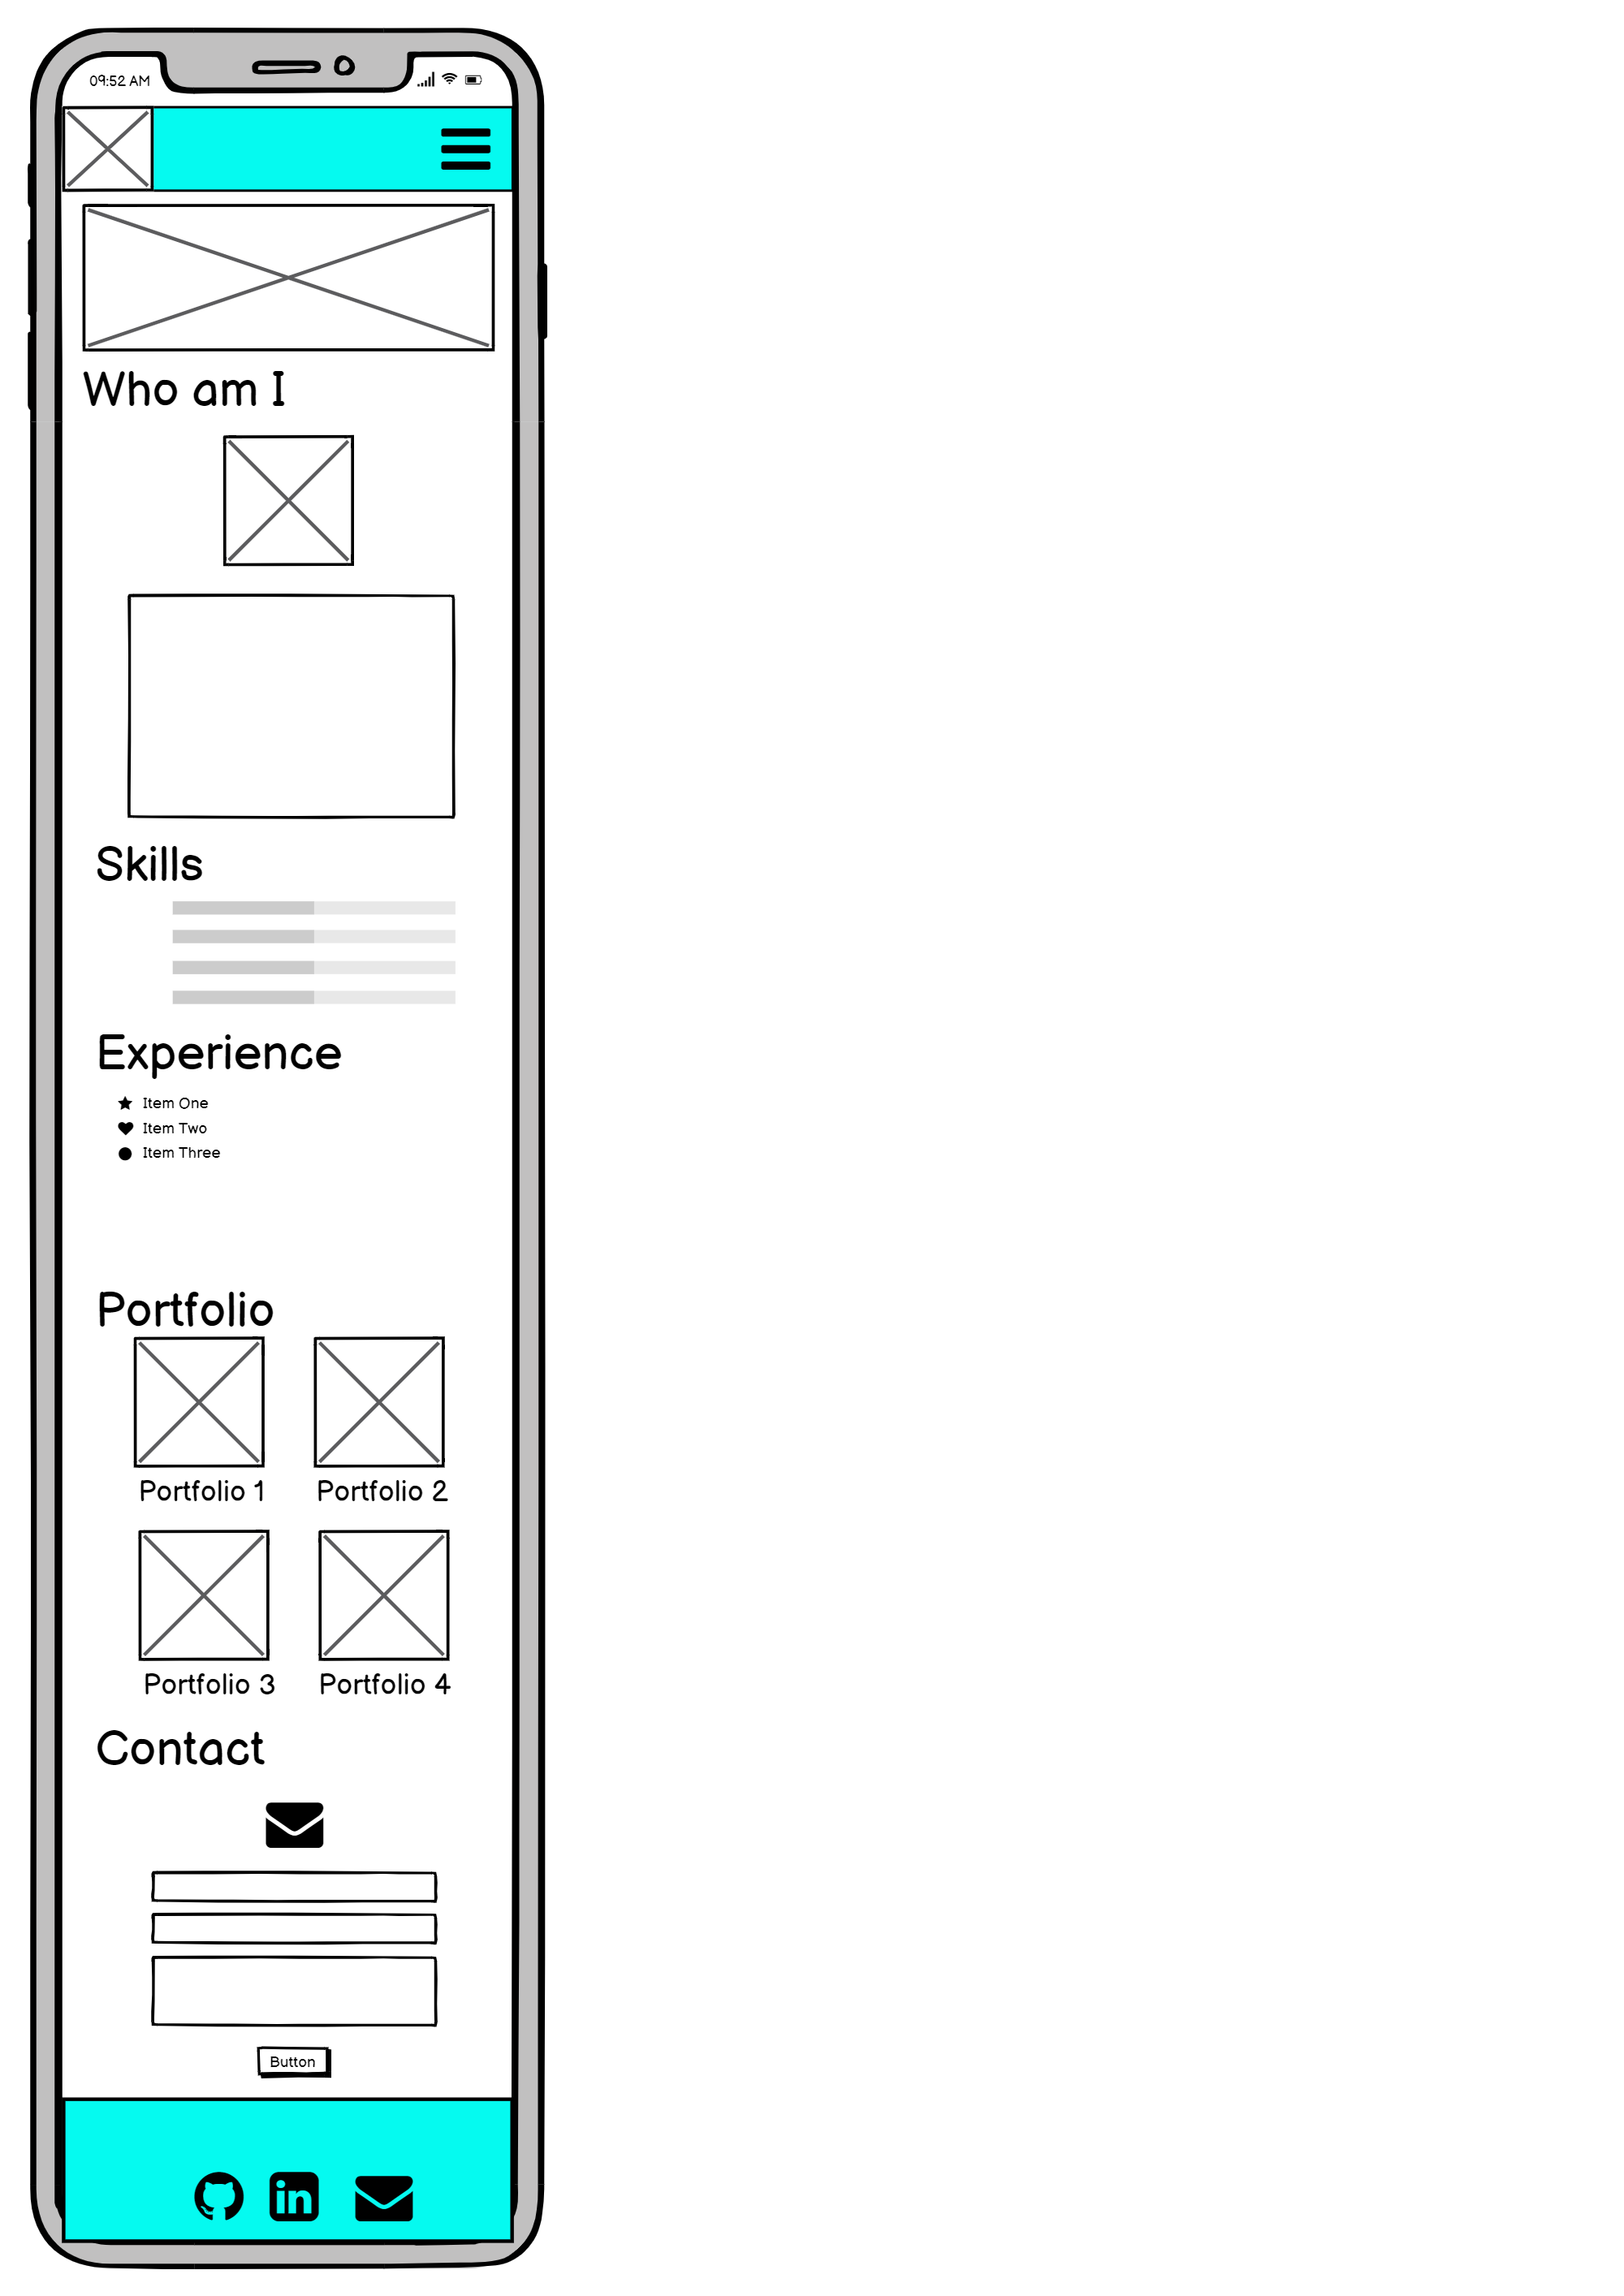 09:52 AM
Who am I
Skills
Experience
Item One
Item Two
Item Three
Portfolio
Portfolio 1 Portfolio 2
Portfolio 3 Portfolio 4
Contact
Button
in